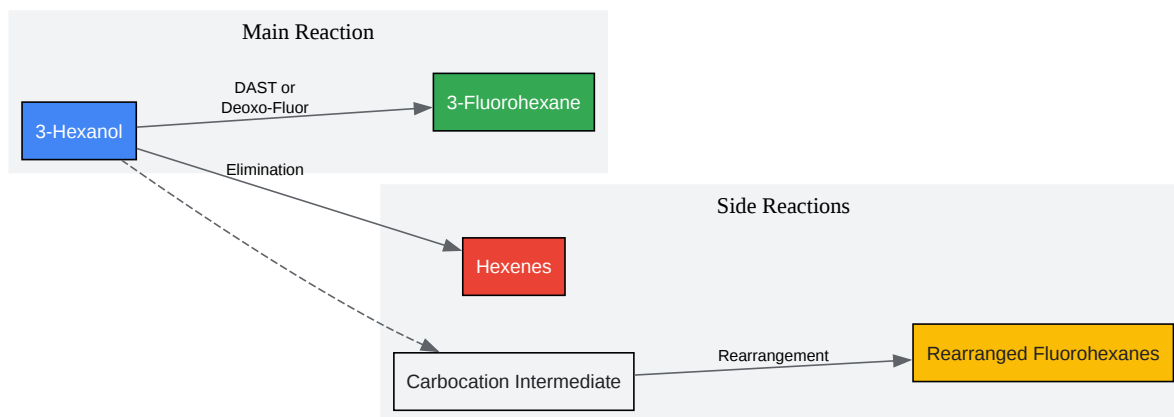 Main Reaction
DAST or
Deoxo-Fluor
3-Fluorohexane
3-Hexanol
Elimination
Side Reactions
Hexenes
Carbocation Intermediate
Rearrangement
Rearranged Fluorohexanes